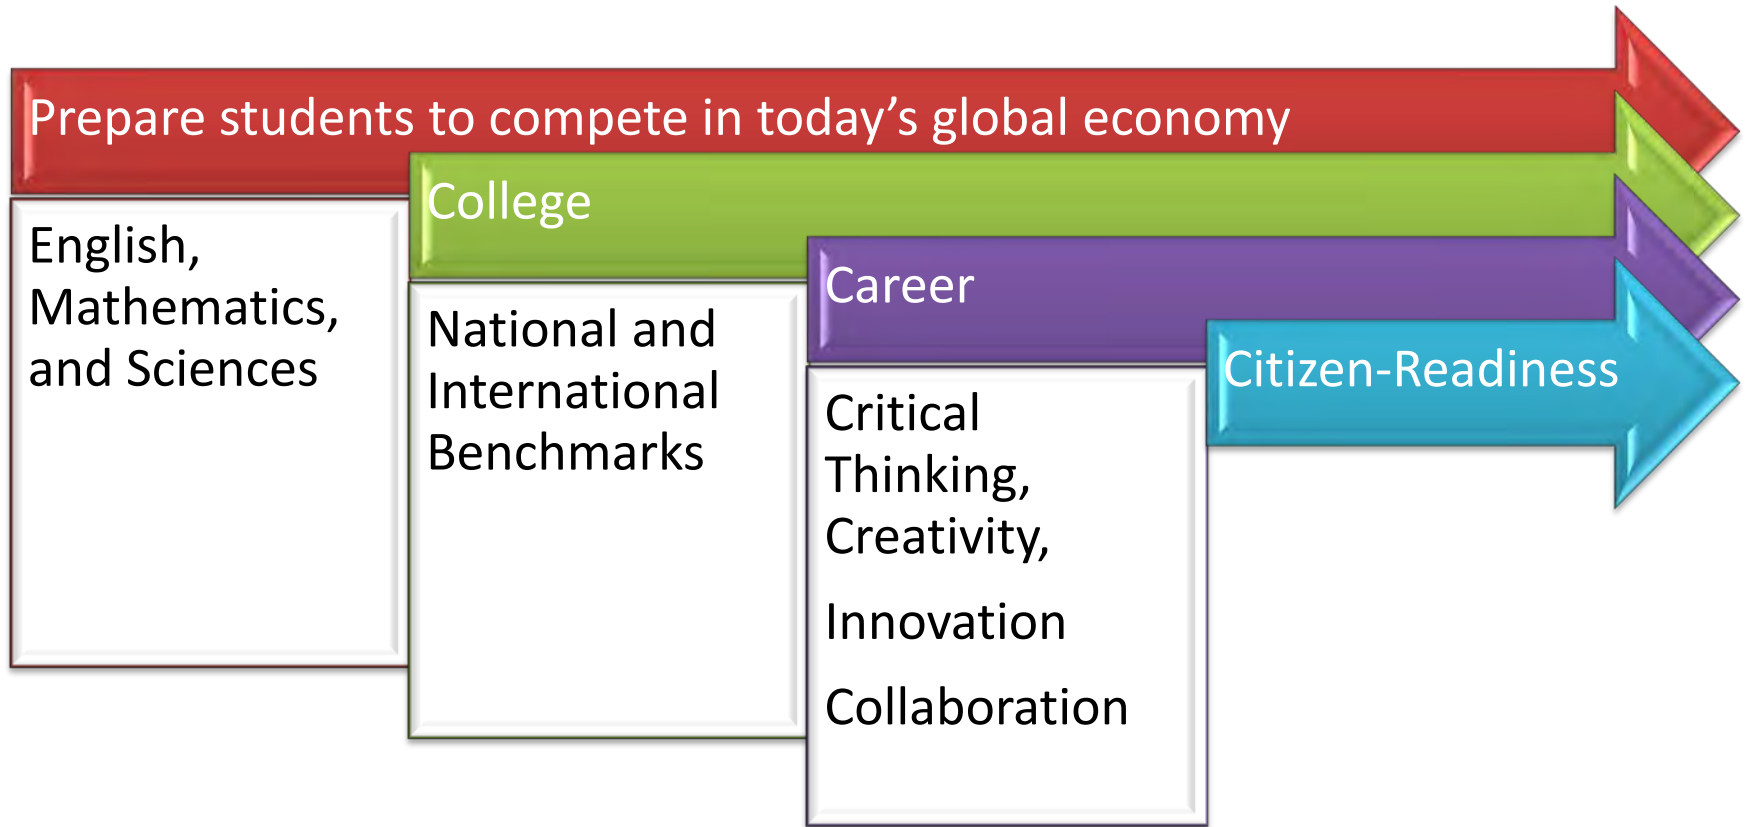 Prepare students to compete in today’s global economy
English,
Mathematics,
and Sciences
College
National and
International
Benchmarks
Career
Critical
Thinking,
Creativity,
Innovation
Collaboration
Citizen-Readiness